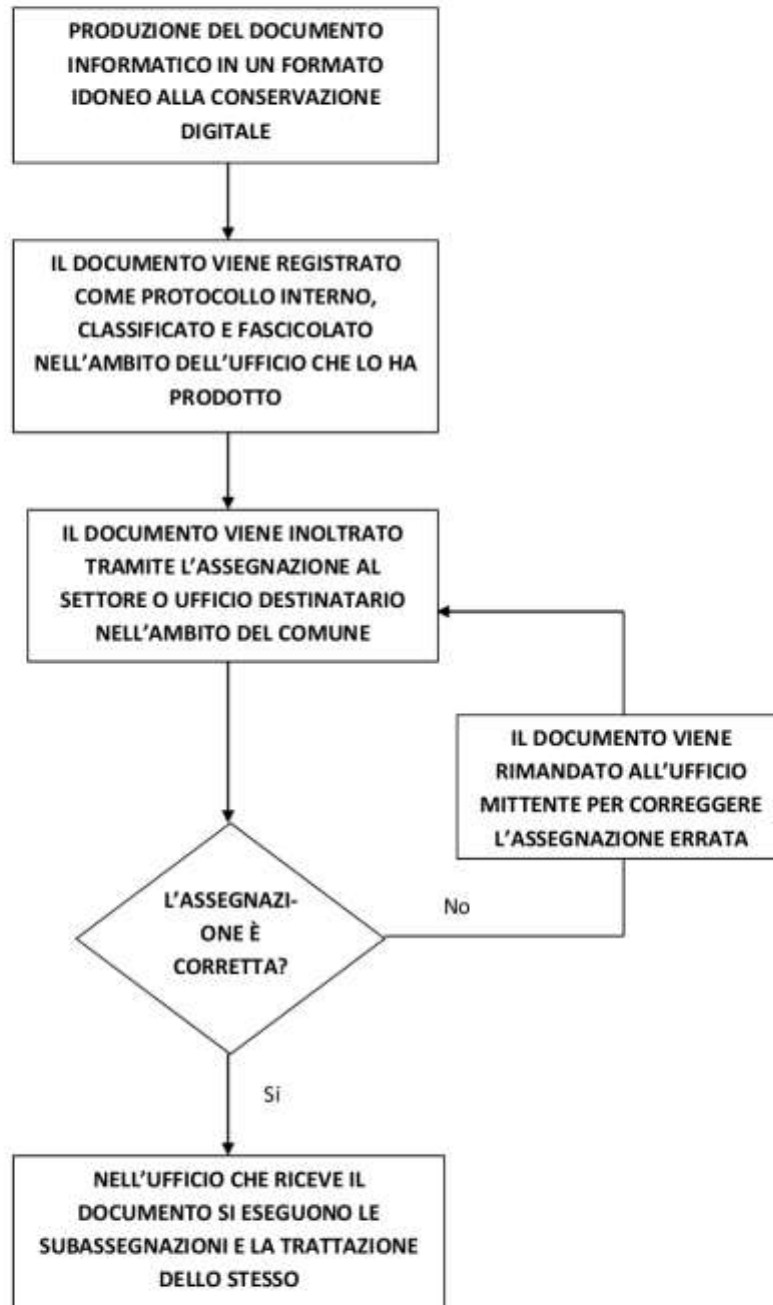 PRODUZIONE DEL DOCUMENTO
INFORMATICO IN UN FORMATO
IDONEO ALLA CONSERVAZIONE
DIGITALE
IL DOCUMENTO VIENE REGISTRATO
COME PROTOCOLLO INTERNO,
CLASSIFICATO E FASCICOLATO
NELL'AMBITO DELL'UFFICIO CHE LO HA
PRODOTTO
IL DOCUMENTO VIENE INOLTRATO
TRAMITE L'ASSEGNAZIONE AL
SETTORE O UFFICIO DESTINATARIO
NELL'AMBITO DEL COMUNE
IL DOCUMENTO VIENE
RIMANDATO ALL'UFFICIO
MITTENTE PER CORREGGERE
L'ASSEGNAZIONE ERRATA
L'ASSEGNAZI-
ONE È
CORRETTA?
No
Si
NELL'UFFICIO CHE RICEVE IL
DOCUMENTO SI ESEGUONO LE
SUBASSEGNAZIONI E LA TRATTAZIONE
DELLO STESSO